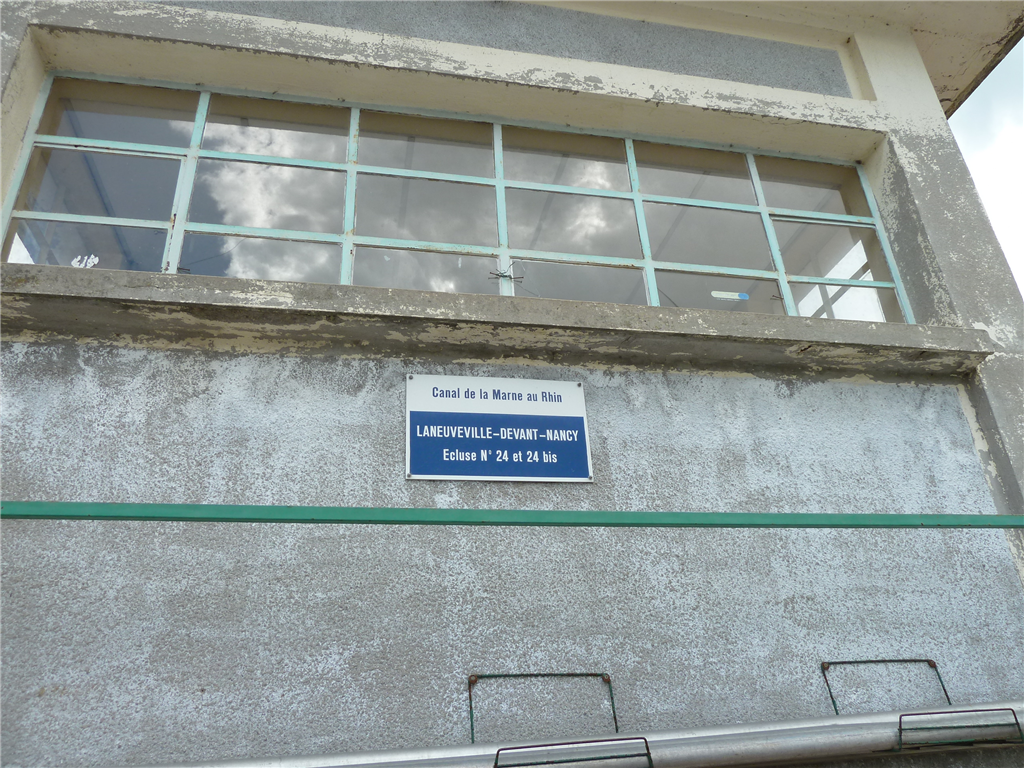 Canal de la Marne au Rhin
LANEUVEVILLE-DEVANT-NANCY
Ecluse N° 24 et 24 bis